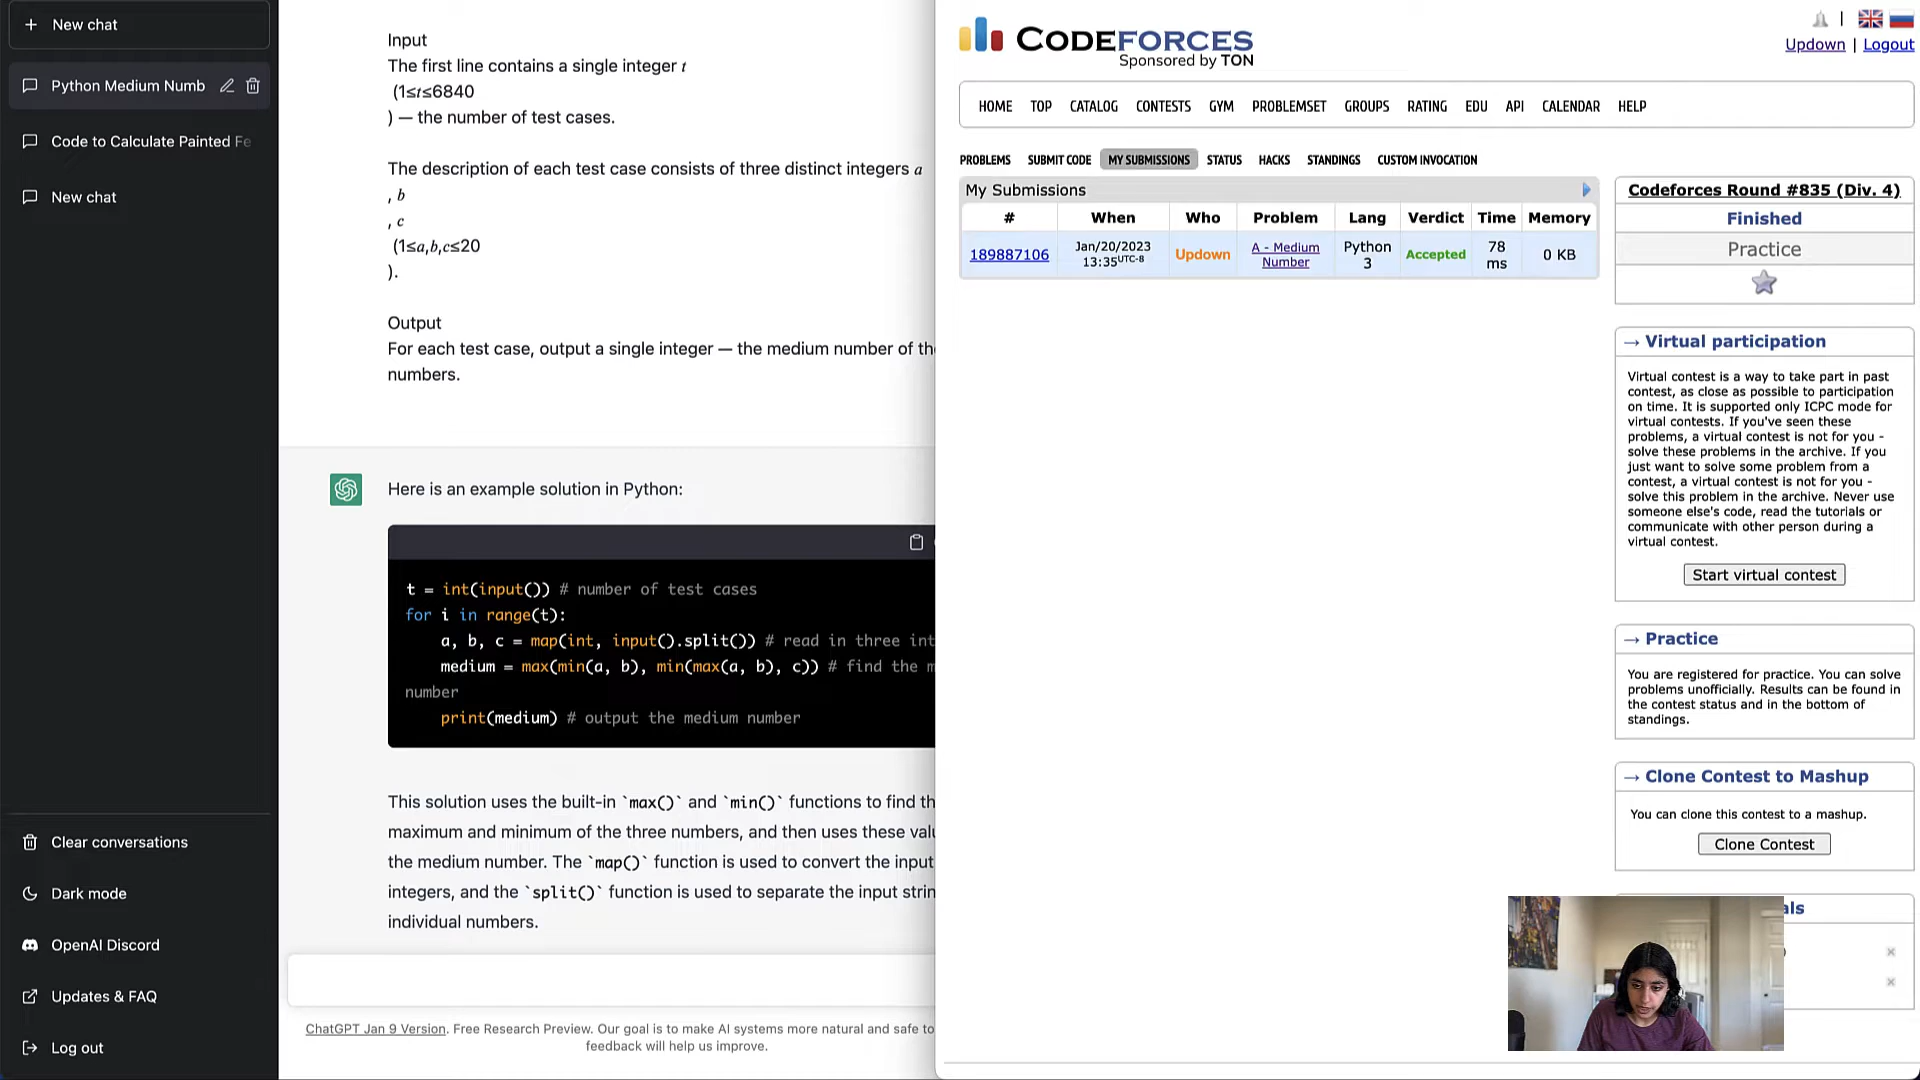 New chat
Python Medium Numb
Code to Calculate Painted Fe
New chat
Clear conversations
Dark mode
OpenAI Discord
Updates & FAQ
Log out
Input
The first line contains a single integer t
(1≤t≤6840
) — the number of test cases.
The description of each test case consists of three distinct integers a
, b
, c
(1≤a,b,c≤20
).
Output
For each test case, output a single integer — the medium number of the
numbers.
Here is an example solution in Python:
t = int(input()) # number of test cases
for i in range(t):
a, b, c = map(int, input().split()) # read in three int
medium = max(min(a, b), min(max(a, b), c)) # find the m
number
print(medium) # output the medium number
This solution uses the built-in `max()` and `min()` functions to find th
maximum and minimum of the three numbers, and then uses these valu
the medium number. The `map()` function is used to convert the input
integers, and the `split()` function is used to separate the input strin
individual numbers.
ChatGPT Jan 9 Version. Free Research Preview. Our goal is to make AI systems more natural and safe to
feedback will help us improve.
CODEFORCES
Sponsored by TON
Updown | Logout
HOME TOP CATALOG CONTESTS GYM PROBLEMSET GROUPS RATING EDU API CALENDAR HELP
PROBLEMS SUBMIT CODE MY SUBMISSIONS STATUS HACKS STANDINGS CUSTOM INVOCATION
My Submissions
# When Who Problem Lang Verdict Time Memory
189887106 Jan/20/2023 13:35UTC-8 Updown A - Medium Number Python 3 Accepted 78 ms 0 KB
Codeforces Round #835 (Div. 4)
Finished
Practice
→ Virtual participation
Virtual contest is a way to take part in past
contest, as close as possible to participation
on time. It is supported only ICPC mode for
virtual contests. If you've seen these
problems, a virtual contest is not for you -
solve these problems in the archive. If you
just want to solve some problem from a
contest, a virtual contest is not for you -
solve this problem in the archive. Never use
someone else's code, read the tutorials or
communicate with other person during a
virtual contest.
Start virtual contest
→ Practice
You are registered for practice. You can solve
problems unofficially. Results can be found in
the contest status and in the bottom of
standings.
→ Clone Contest to Mashup
You can clone this contest to a mashup.
Clone Contest
als